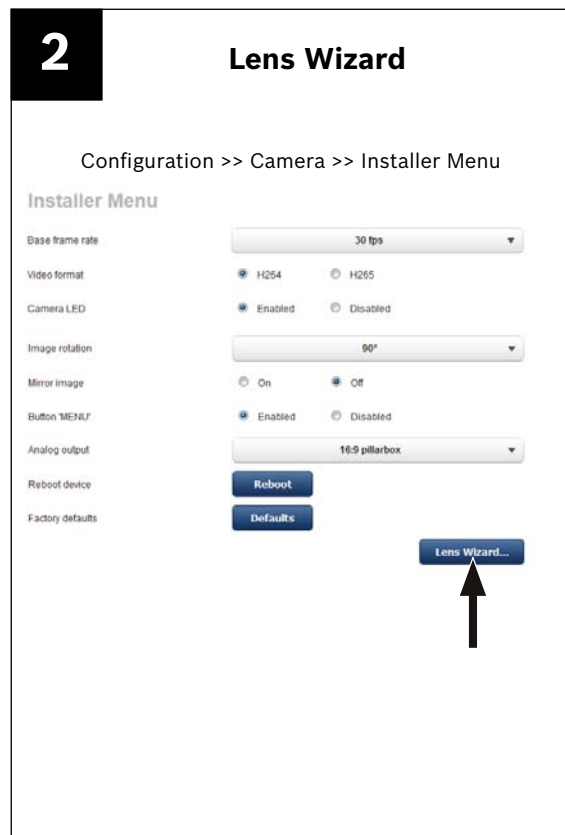 2
Lens Wizard
Configuration >> Camera >> Installer Menu
Installer Menu
Base frame rate 30 fps
Video format H264 H265
Camera LED Enabled Disabled
Image rotation 90°
Mirror image On Off
Button 'MENU' Enabled Disabled
Analog output 16:9 pillarbox
Reboot device Reboot
Factory defaults Defaults
Lens Wizard...